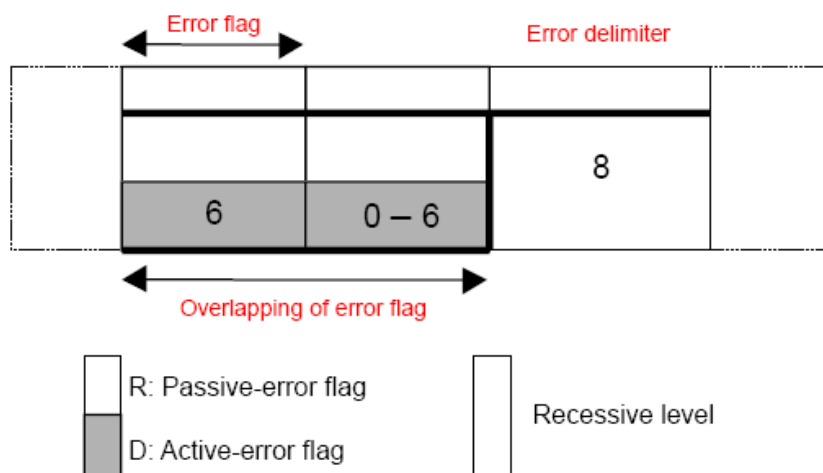 Error flag
Error delimiter
8
6
0 – 6
Overlapping of error flag
R: Passive-error flag
Recessive level
D: Active-error flag